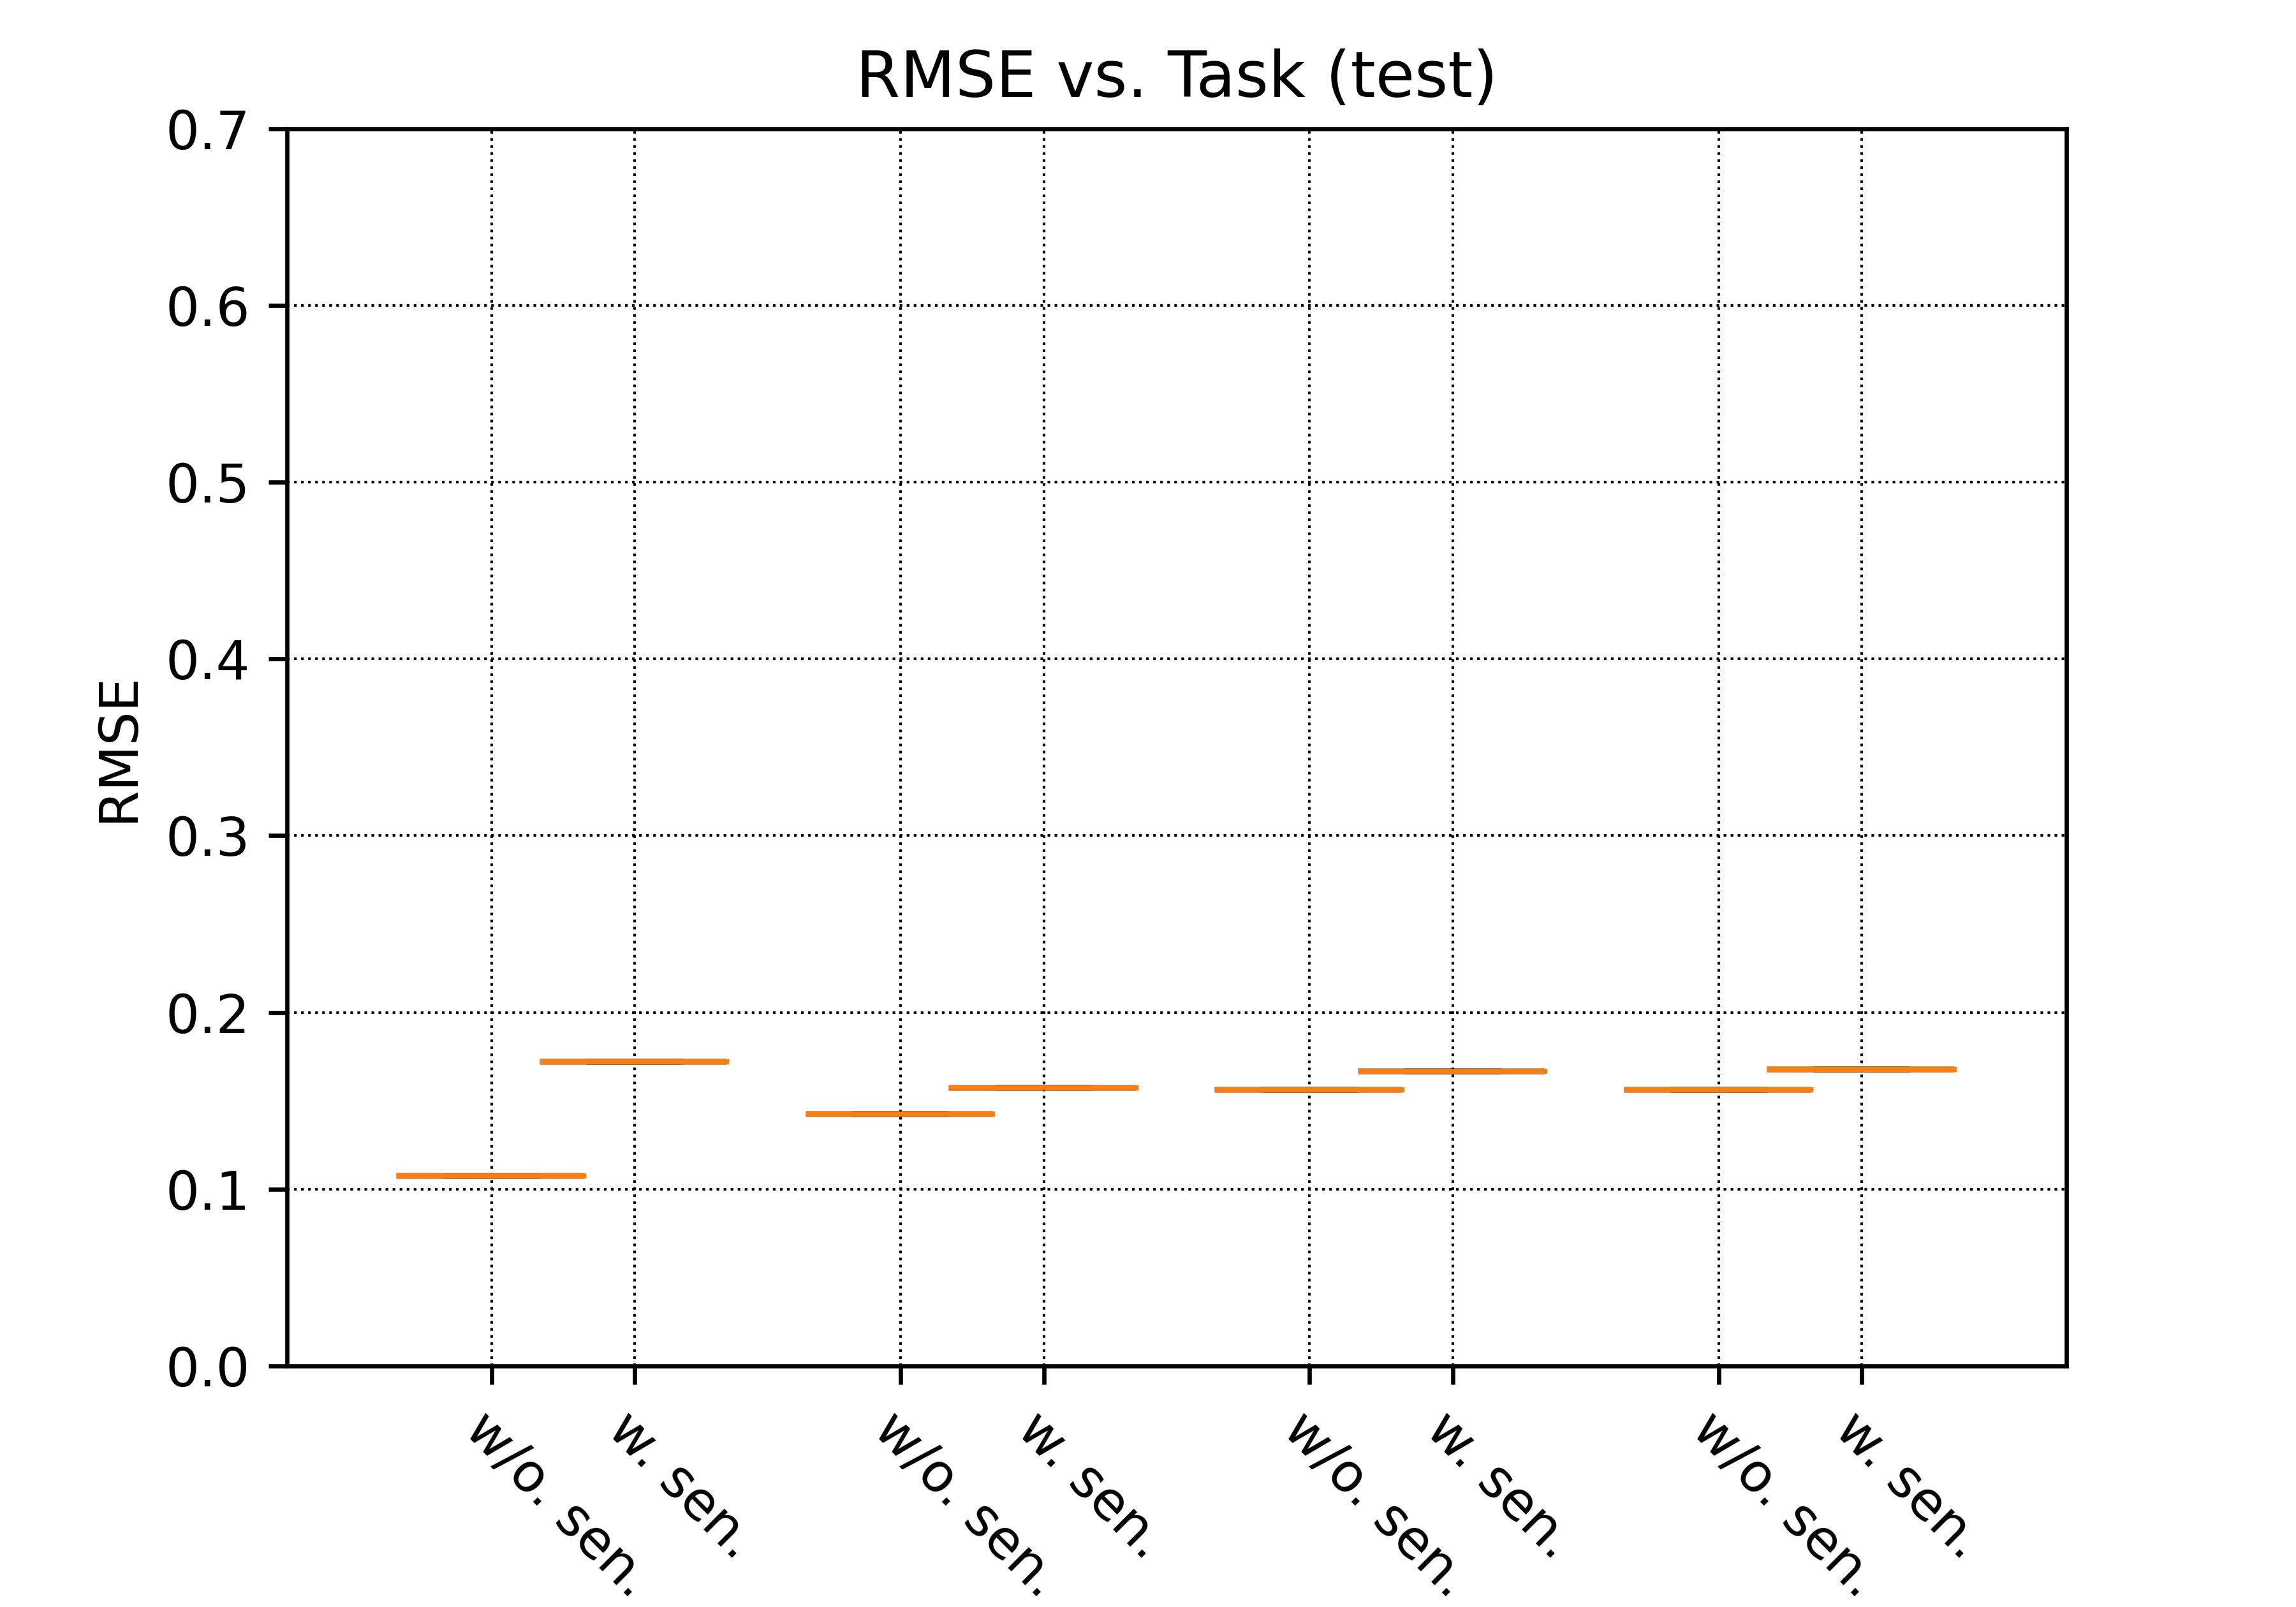 RMSE vs. Task (test)
RMSE
0.7
0.6
0.5
0.4
0.3
0.2
0.1
0.0
w/o. sen.
w. sen.
w/o. sen.
w. sen.
w/o. sen.
w. sen.
w/o. sen.
w. sen.